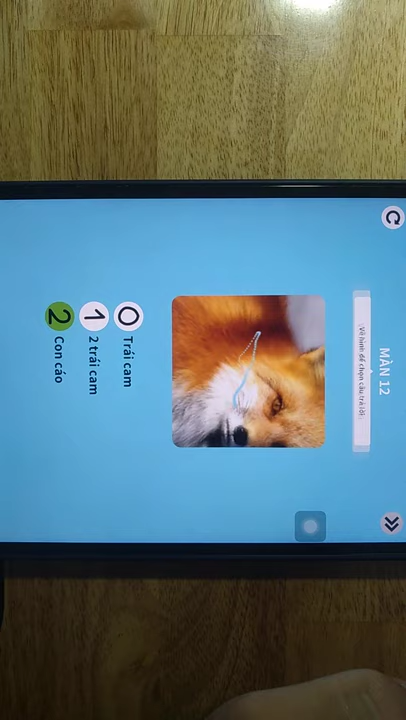 MÀN 12
Vẽ hình để chọn câu trả lời
0 Trái cam
1 2 trái cam
2 Con cáo